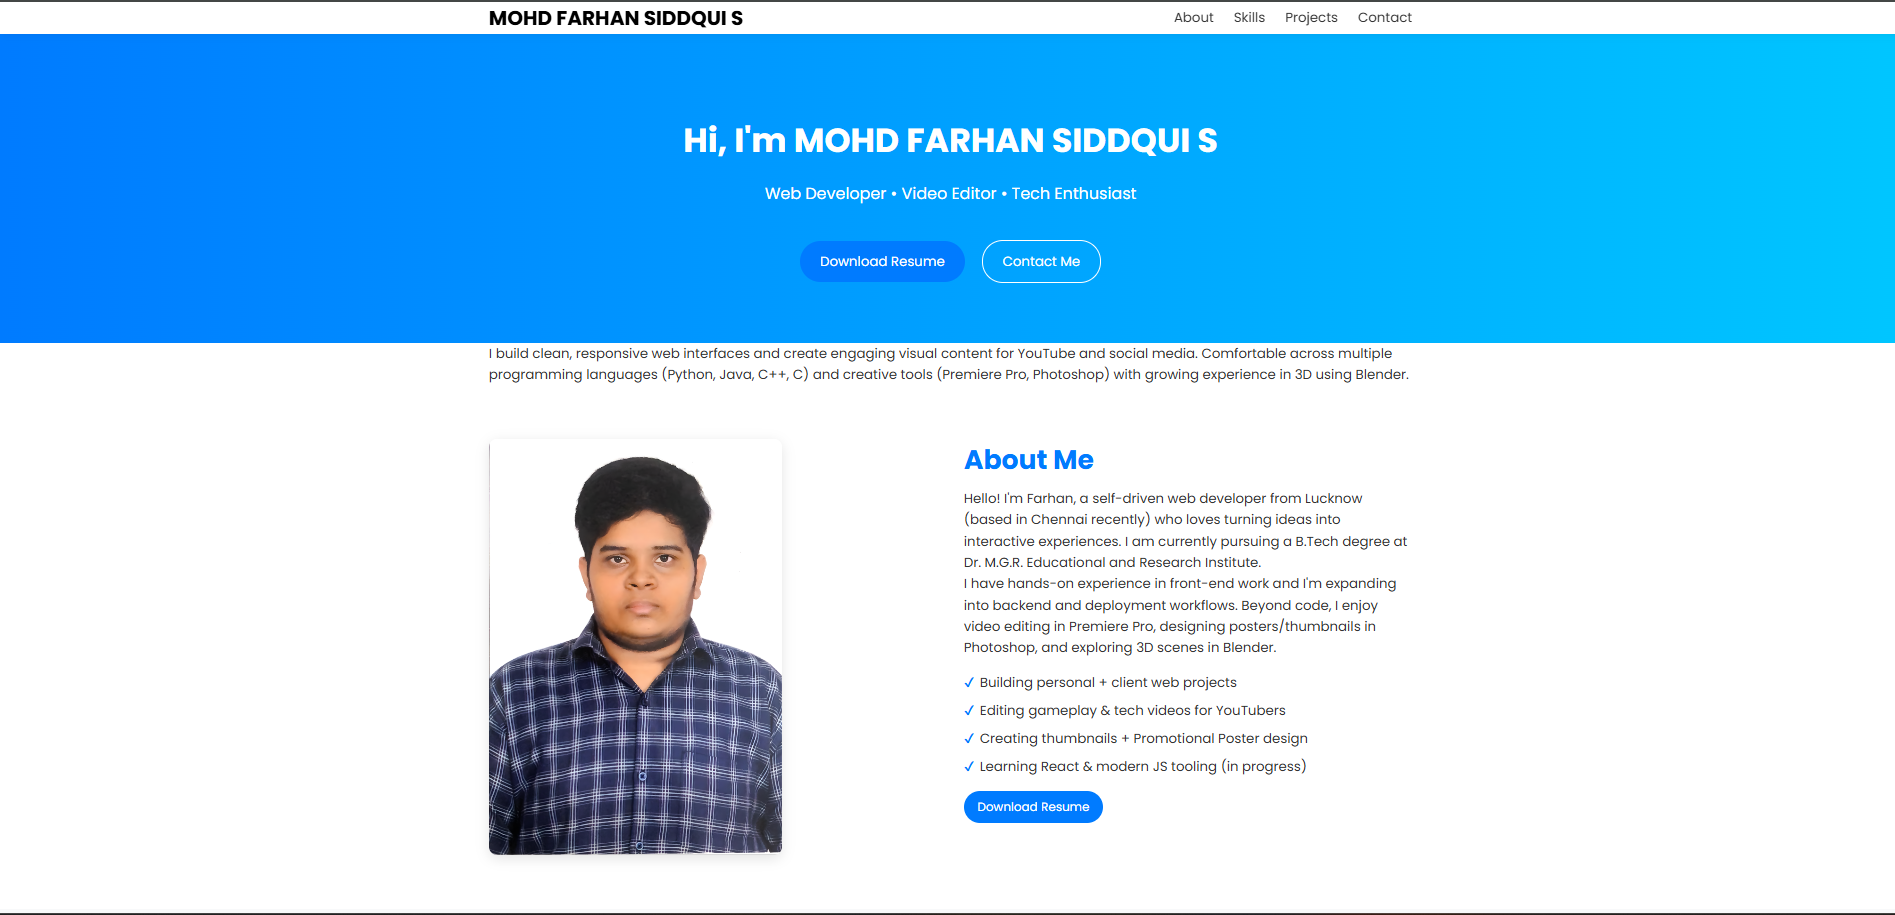 MOHD FARHAN SIDDQUI S
About Skills Projects Contact
Hi, I'm MOHD FARHAN SIDDQUI S
Web Developer • Video Editor • Tech Enthusiast
Download Resume Contact Me
I build clean, responsive web interfaces and create engaging visual content for YouTube and social media. Comfortable across multiple
programming languages (Python, Java, C++, C) and creative tools (Premiere Pro, Photoshop) with growing experience in 3D using Blender.
About Me
Hello! I'm Farhan, a self-driven web developer from Lucknow
(based in Chennai recently) who loves turning ideas into
interactive experiences. I am currently pursuing a B.Tech degree at
Dr. M.G.R. Educational and Research Institute.
I have hands-on experience in front-end work and I'm expanding
into backend and deployment workflows. Beyond code, I enjoy
video editing in Premiere Pro, designing posters/thumbnails in
Photoshop, and exploring 3D scenes in Blender.
✓ Building personal + client web projects
✓ Editing gameplay & tech videos for YouTubers
✓ Creating thumbnails + Promotional Poster design
✓ Learning React & modern JS tooling (in progress)
Download Resume